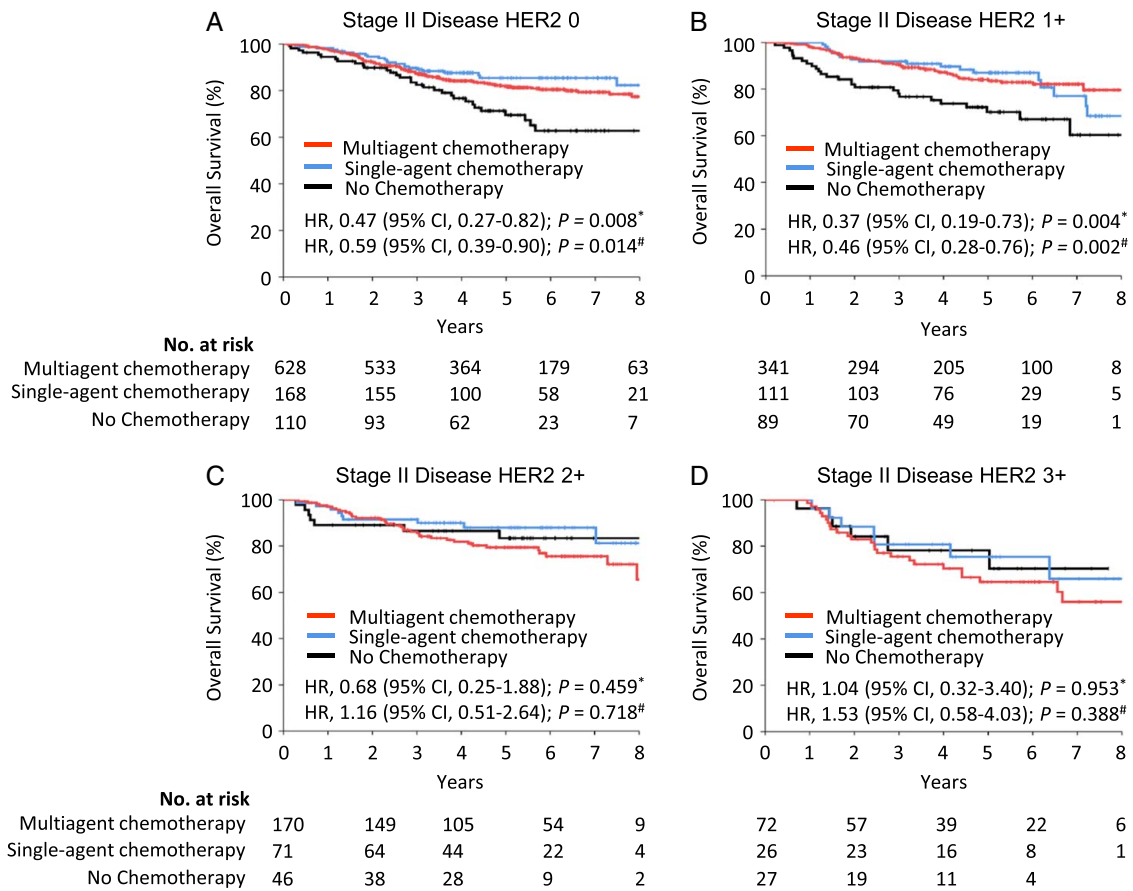 A
Stage II Disease HER2 0
Overall Survival (%)
100
80
60
40
20
0
Multiagent chemotherapy
Single-agent chemotherapy
No Chemotherapy
HR, 0.47 (95% CI, 0.27-0.82); P = 0.008*
HR, 0.59 (95% CI, 0.39-0.90); P = 0.014#
0 1 2 3 4 5 6 7 8
Years
B
Stage II Disease HER2 1+
Overall Survival (%)
100
80
60
40
20
0
Multiagent chemotherapy
Single-agent chemotherapy
No Chemotherapy
HR, 0.37 (95% CI, 0.19-0.73); P = 0.004*
HR, 0.46 (95% CI, 0.28-0.76); P = 0.002#
0 1 2 3 4 5 6 7 8
Years
No. at risk
Multiagent chemotherapy 628 533 364 179 63 341 294 205 100 8
Single-agent chemotherapy 168 155 100 58 21 111 103 76 29 5
No Chemotherapy 110 93 62 23 7 89 70 49 19 1
C
Stage II Disease HER2 2+
Overall Survival (%)
100
80
60
40
20
0
Multiagent chemotherapy
Single-agent chemotherapy
No Chemotherapy
HR, 0.68 (95% CI, 0.25-1.88); P = 0.459*
HR, 1.16 (95% CI, 0.51-2.64); P = 0.718#
0 1 2 3 4 5 6 7 8
Years
D
Stage II Disease HER2 3+
Overall Survival (%)
100
80
60
40
20
0
Multiagent chemotherapy
Single-agent chemotherapy
No Chemotherapy
HR, 1.04 (95% CI, 0.32-3.40); P = 0.953*
HR, 1.53 (95% CI, 0.58-4.03); P = 0.388#
0 1 2 3 4 5 6 7 8
Years
No. at risk
Multiagent chemotherapy 170 149 105 54 9 72 57 39 22 6
Single-agent chemotherapy 71 64 44 22 4 26 23 16 8 1
No Chemotherapy 46 38 28 9 2 27 19 11 4